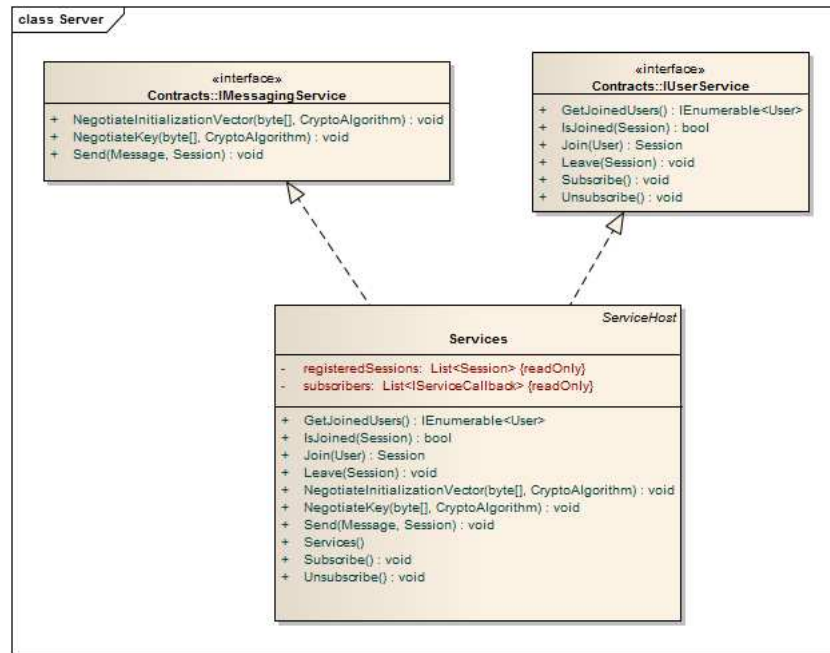 class Server
«interface»
Contracts::IMessagingService
+ NegotiateInitializationVector(byte[], CryptoAlgorithm) : void
+ NegotiateKey(byte[], CryptoAlgorithm) : void
+ Send(Message, Session) : void
«interface»
Contracts::IUserService
+ GetJoinedUsers() : IEnumerable<User>
+ IsJoined(Session) : bool
+ Join(User) : Session
+ Leave(Session) : void
+ Subscribe() : void
+ Unsubscribe() : void
ServiceHost
Services
- registeredSessions: List<Session> {readOnly}
- subscribers: List<IServiceCallback> {readOnly}
+ GetJoinedUsers() : IEnumerable<User>
+ IsJoined(Session) : bool
+ Join(User) : Session
+ Leave(Session) : void
+ NegotiateInitializationVector(byte[], CryptoAlgorithm) : void
+ NegotiateKey(byte[], CryptoAlgorithm) : void
+ Send(Message, Session) : void
+ Services()
+ Subscribe() : void
+ Unsubscribe() : void